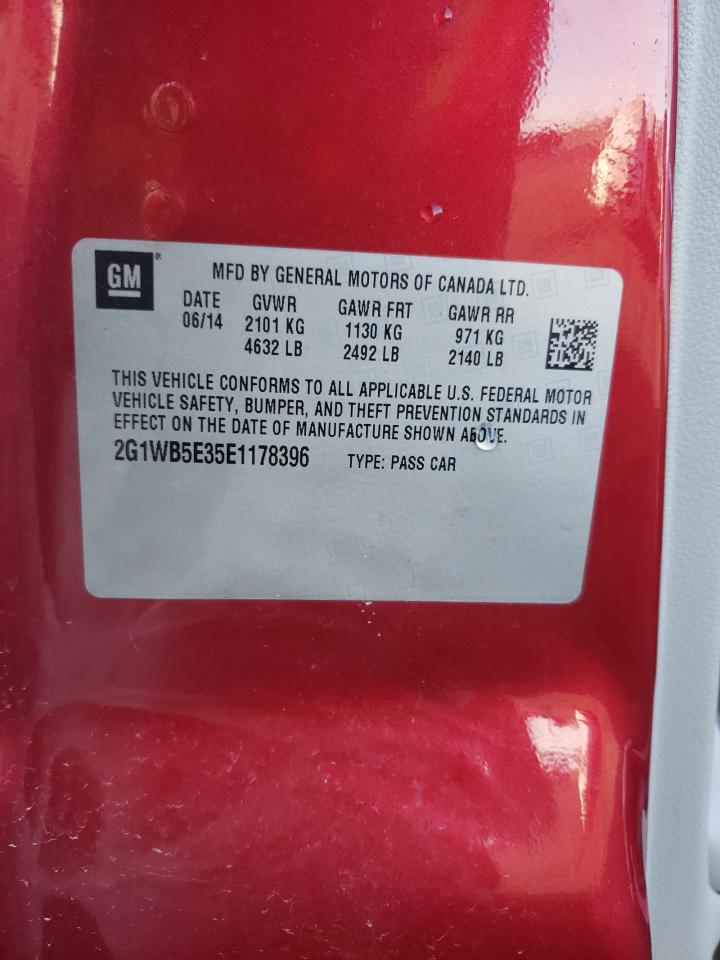 GM®
MFD BY GENERAL MOTORS OF CANADA LTD.
DATE GVWR GAWR FRT GAWR RR
06/14 2101 KG 1130 KG 971 KG
4632 LB 2492 LB 2140 LB
THIS VEHICLE CONFORMS TO ALL APPLICABLE U.S. FEDERAL MOTOR
VEHICLE SAFETY, BUMPER, AND THEFT PREVENTION STANDARDS IN
EFFECT ON THE DATE OF MANUFACTURE SHOWN ABOVE.
2G1WB5E35E1178396 TYPE: PASS CAR